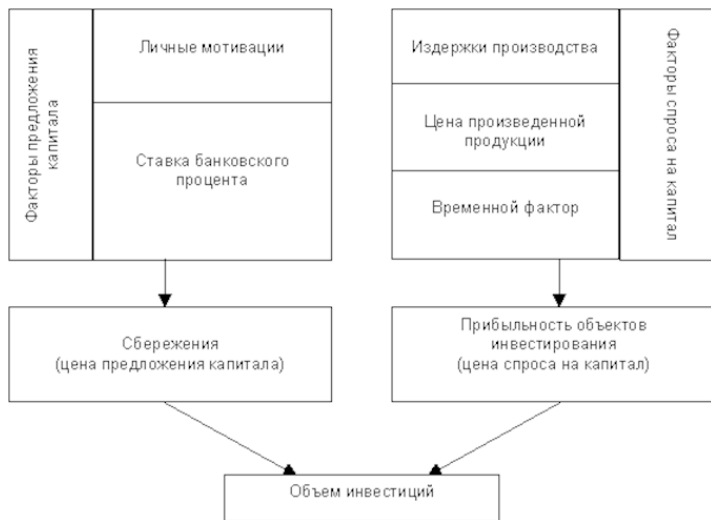 Факторы предложения
капитала
Личные мотивации
Ставка банковского
процента
Издержки производства
Цена произведенной
продукции
Временной фактор
Факторы спроса на капитал
Сбережения
(цена предложения капитала)
Прибыльность объектов
инвестирования
(цена спроса на капитал)
Объем инвестиций